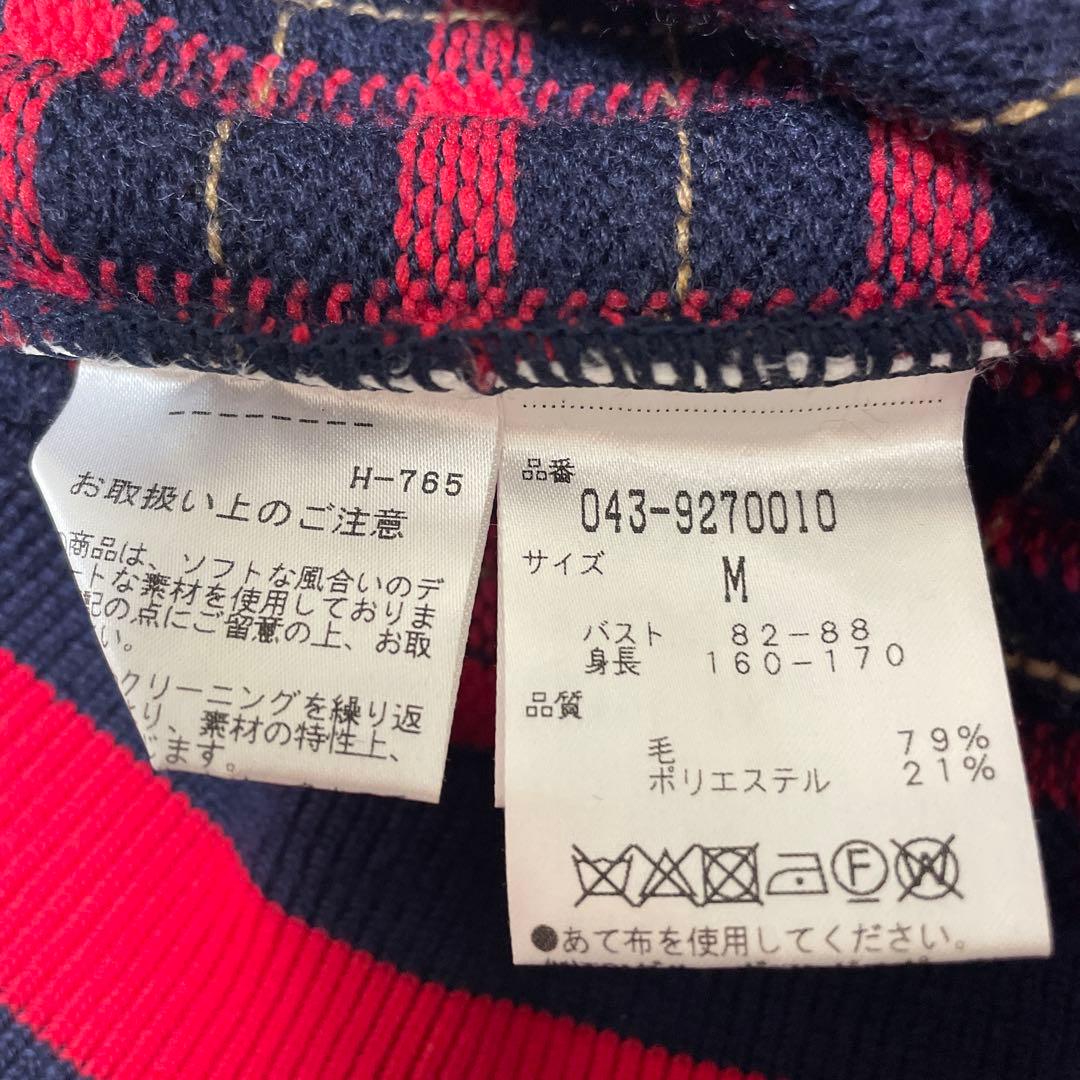 H-765
お取扱い上のご注意
商品は、ソフトな風合いのデ
ートな素材を使用しておりま
記の点にご留意の上、お取
い。
クリーニングを繰り返
り、素材の特性上、
じます。
品番
043-9270010
サイズ
M
バスト 82-88
身長 160-170
品質
毛 79%
ポリエステル 21%
F W
●あて布を使用してください。